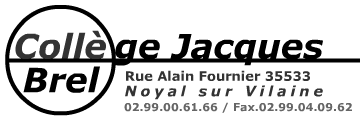 Collège Jacques
Brel
Rue Alain Fournier 35533
Noyal sur Vilaine
02.99.00.61.66 / Fax.02.99.04.09.62